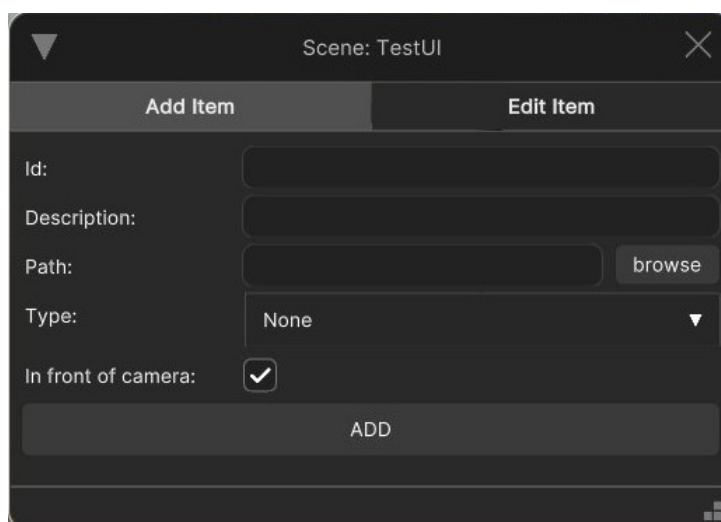 Scene: TestUI
Add Item Edit Item
Id:
Description:
Path: browse
Type: None
In front of camera:
ADD